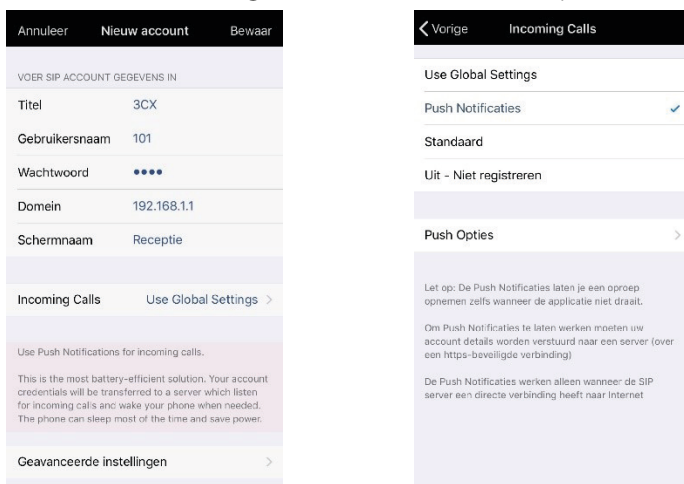 Annuleer Nieuw account Bewaar
VOER SIP ACCOUNT GEGEVENS IN
Titel 3CX
Gebruikersnaam 101
Wachtwoord ••••
Domein 192.168.1.1
Schermnaam Receptie
Incoming Calls Use Global Settings >
Use Push Notifications for incoming calls.
This is the most battery-efficient solution. Your account
credentials will be transferred to a server which listen
for incoming calls and wake your phone when needed.
The phone can sleep most of the time and save power.
Geavanceerde instellingen >
Vorige Incoming Calls
Use Global Settings
Push Notificaties
Standaard
Uit - Niet registreren
Push Opties >
Let op: De Push Notificaties laten je een oproep
opnemen zelfs wanneer de applicatie niet draait.
Om Push Notificaties te laten werken moeten uw
account details worden verstuurd naar een server (over
een https-beveiligde verbinding)
De Push Notificaties werken alleen wanneer de SIP
server een directe verbinding heeft naar Internet